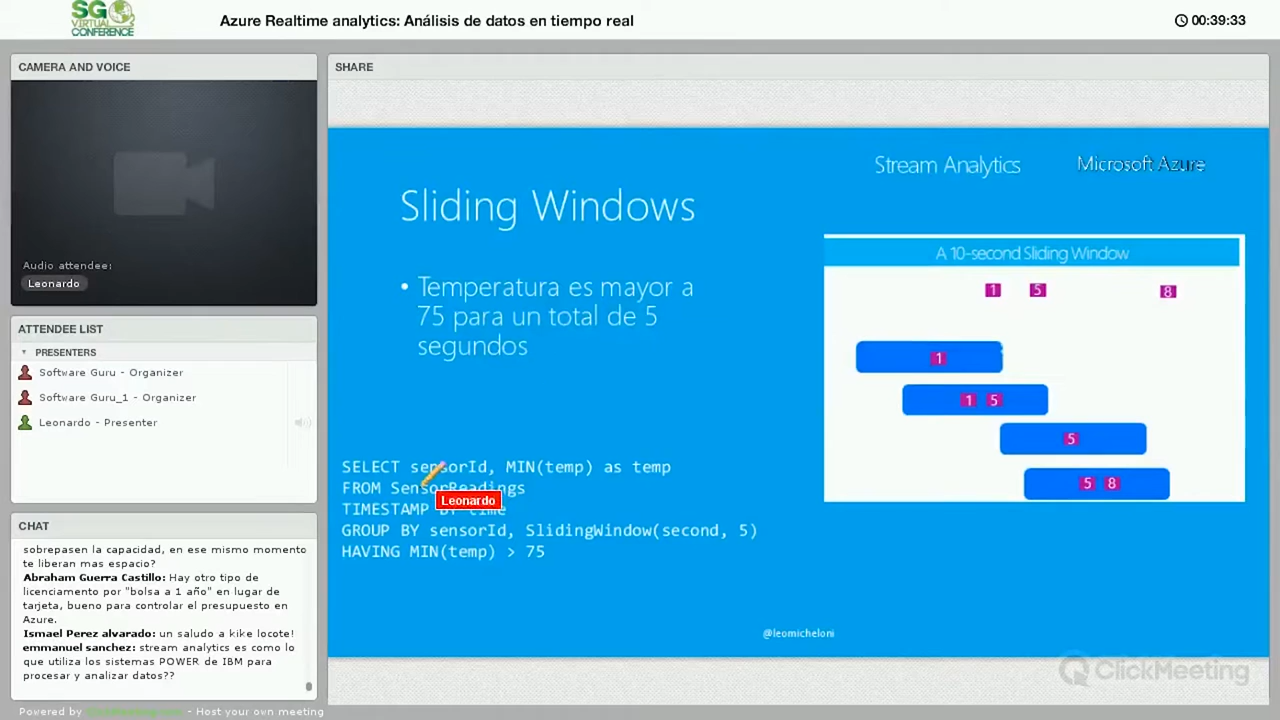 SG
VIRTUAL
CONFERENCE
Azure Realtime analytics: Análisis de datos en tiempo real
00:39:33
CAMERA AND VOICE
Audio attendee:
Leonardo
ATTENDEE LIST
PRESENTERS
Software Guru - Organizer
Software Guru_1 - Organizer
Leonardo - Presenter
CHAT
sobrepasen la capacidad, en ese mismo momento
te liberan mas espacio?
Abraham Guerra Castillo: Hay otro tipo de
licenciamiento por "bolsa a 1 año" en lugar de
tarjeta, bueno para controlar el presupuesto en
Azure.
Ismael Perez alvarado: un saludo a kike locote!
emmanuel sanchez: stream analytics es como lo
que utiliza los sistemas POWER de IBM para
procesar y analizar datos??
Powered by ClickMeeting.com - Host your own meeting
SHARE
Stream Analytics
Microsoft Azure
Sliding Windows
• Temperatura es mayor a
75 para un total de 5
segundos
SELECT sensorId, MIN(temp) as temp
FROM SensorReadings
Leonardo
TIMESTAMP BY time
GROUP BY sensorId, SlidingWindow(second, 5)
HAVING MIN(temp) > 75
A 10-second Sliding Window
1 5 8
1
1 5
5
5 8
@leomicheloni
ClickMeeting